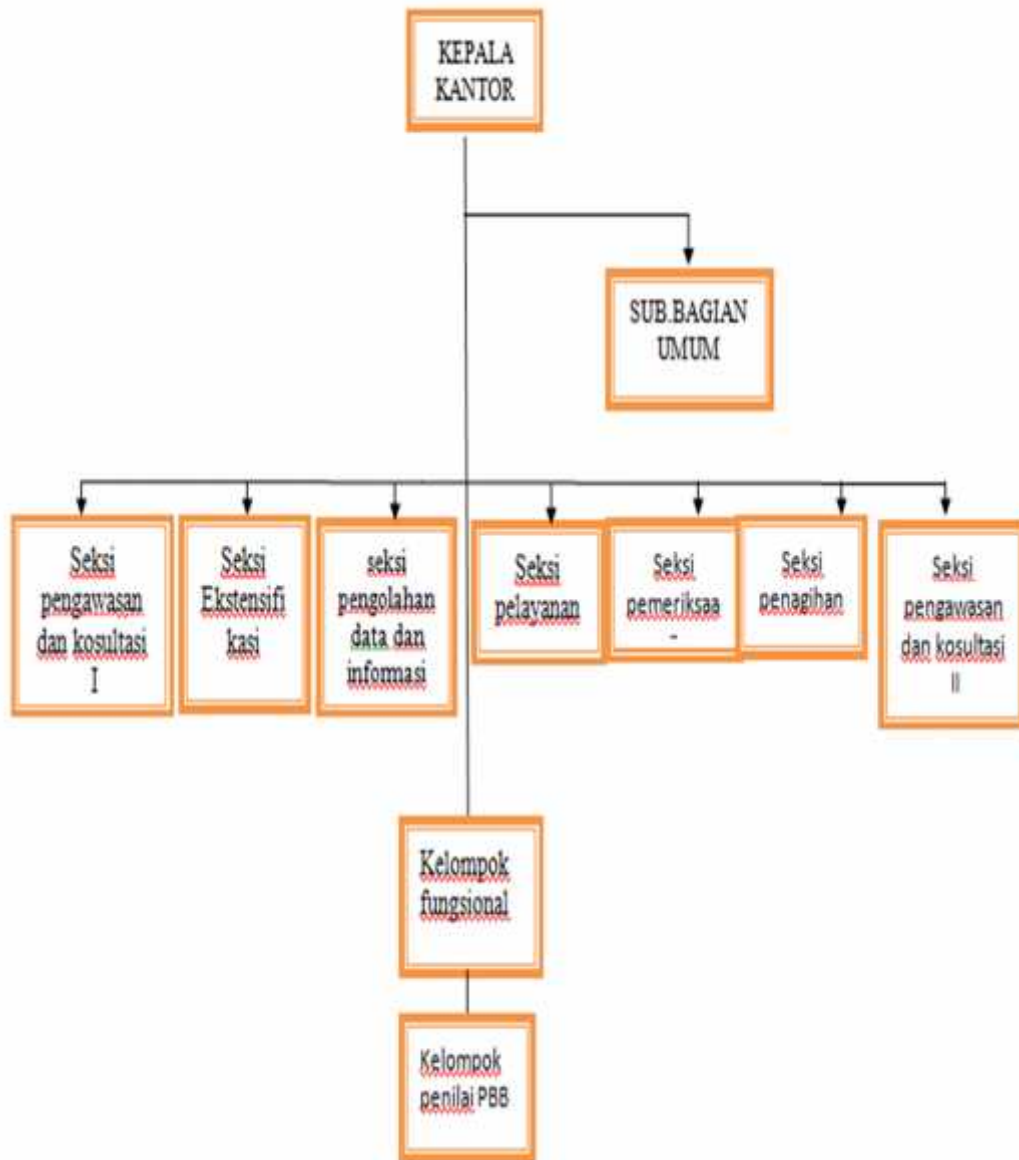 KEPALA
KANTOR
SUB.BAGIAN
UMUM
Seksi
pengawasan
dan kosultasi
I
Seksi
Ekstensifi
kasi
seksi
pengolahan
data dan
informasi
Seksi
pelayanan
Seksi
pemeriksaa
Seksi
penagihan
Seksi
pengawasan
dan kosultasi
II
Kelompok
fungsional
Kelompok
penilai PBB